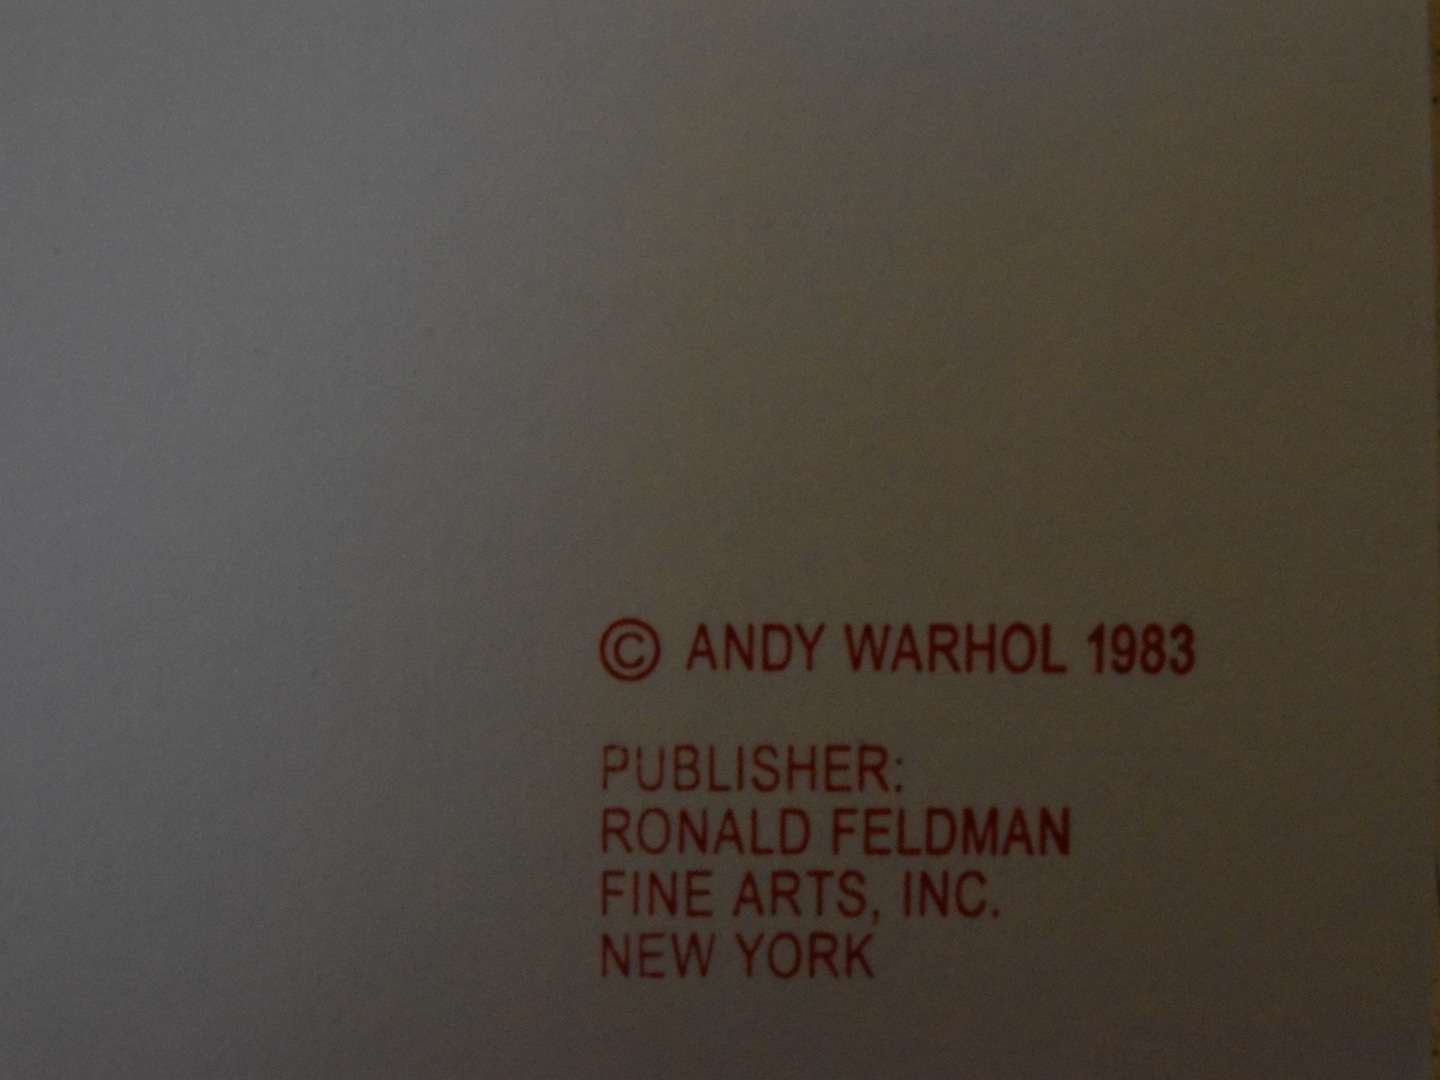 © ANDY WARHOL 1983
PUBLISHER:
RONALD FELDMAN
FINE ARTS, INC.
NEW YORK